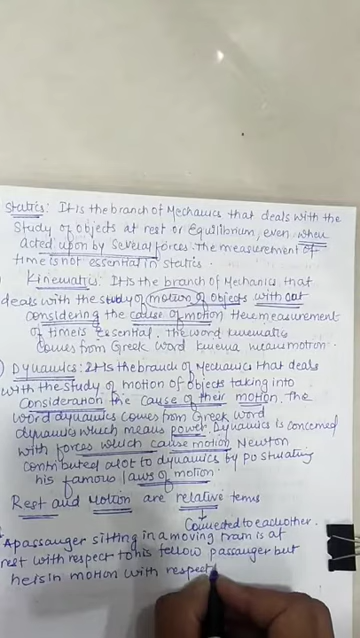 Statics: It is the branch of Mechanics that deals with the
Study of objects at rest or Equilibrium, even when
acted upon by several forces. The measurement of
time is not essential in statics.
Kinematics: It is the branch of Mechanics that
deals with the study of motion of objects with out
considering the cause of motion Here measurements
of time is essential. The word kinematics
comes from Greek word kinema means motion.
Dynamics: It is the branch of Mechanics that deals
with the study of motion of objects taking into
Consideration the cause of their motion. The
word dynamics comes from Greek word
dynamics which means power. Dynamics is concerned
with forces which cause motion Newton
contributed alot to dynamics by postulating
his famous laws of motion.
Rest and Motion are relative terms
Connected to each other.
A passanger sitting in a moving train is at
rest with respect to his fellow passanger but
he is in motion with respect